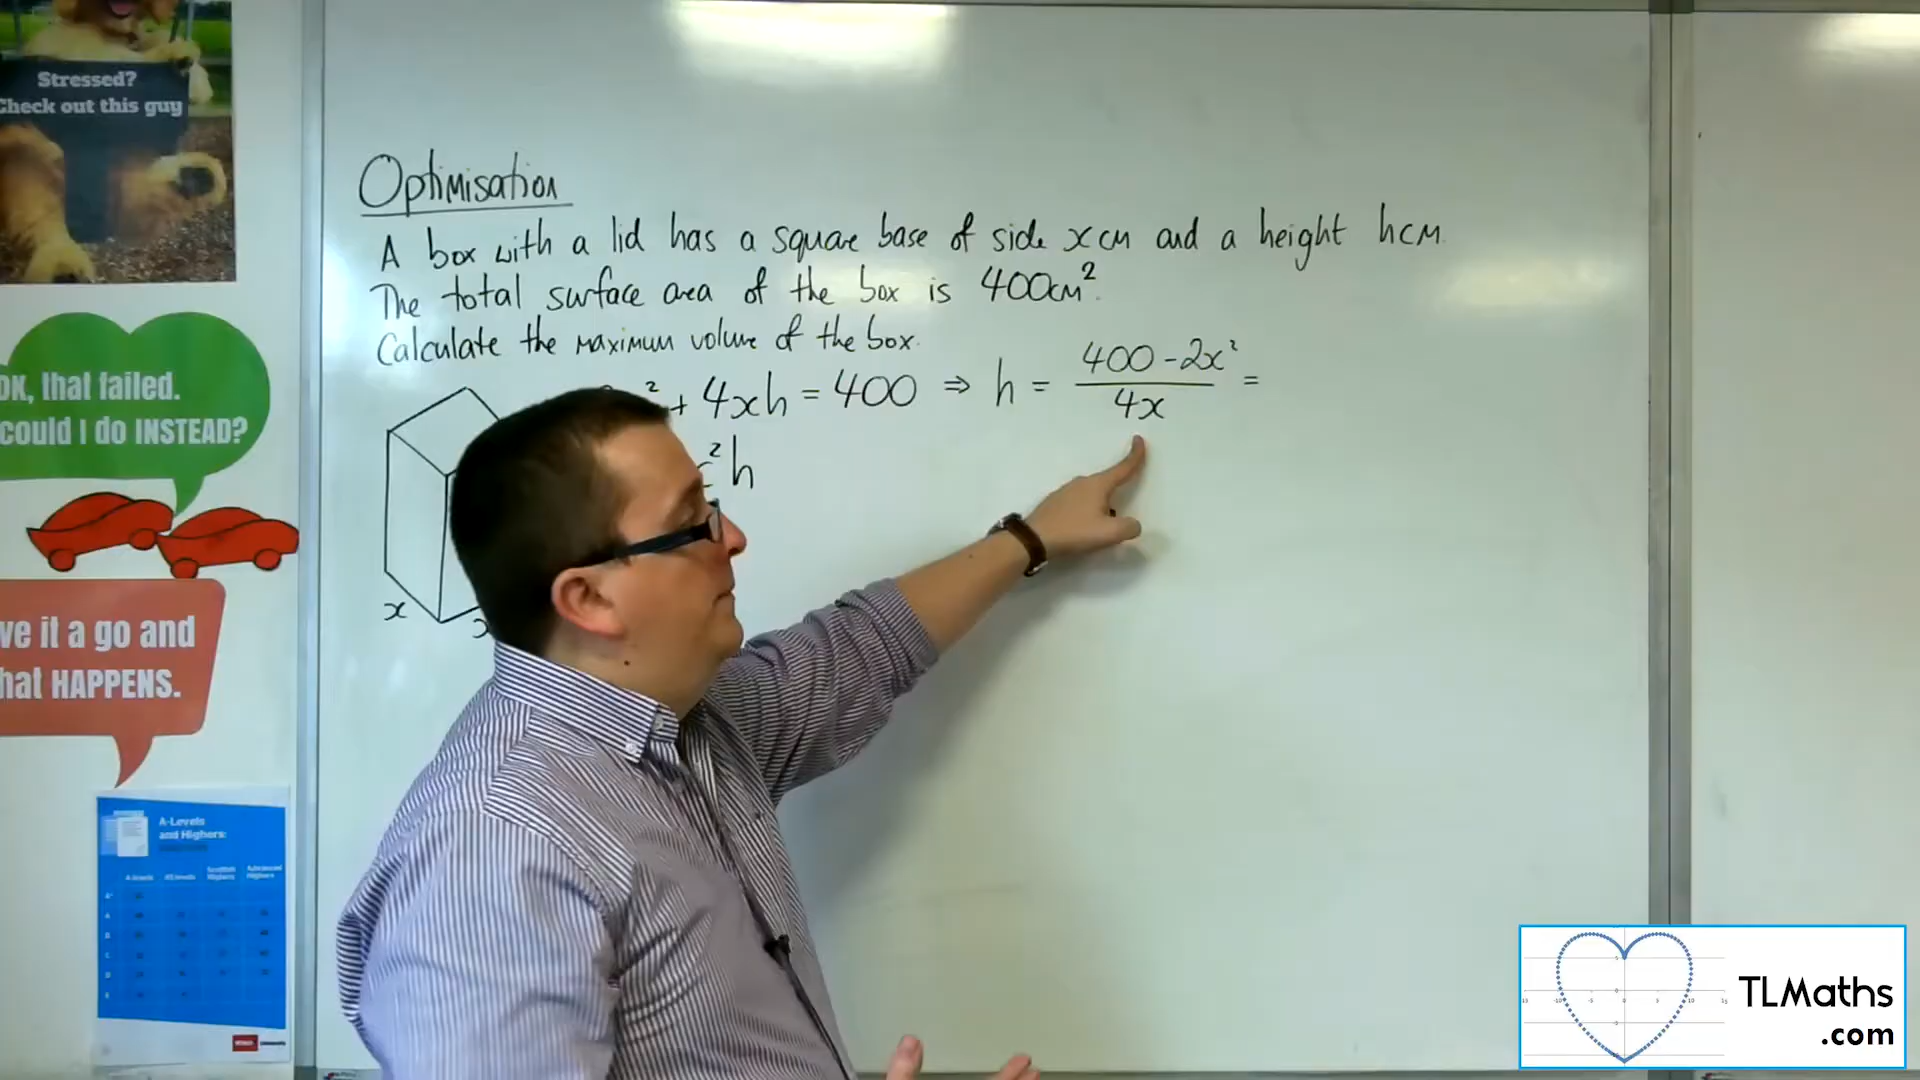 Stressed?
Check out this guy
OK, that failed.
could I do INSTEAD?
ve it a go and
hat HAPPENS.
A-Levels
and Highers:
Optimisation
A box with a lid has a square base of side x cm and a height h cm.
The total surface area of the box is 400cm².
Calculate the maximum volume of the box.
² + 4xh = 400 ⇒ h = (400 - 2x²)/4x =
²h
x
x
TLMaths
.com